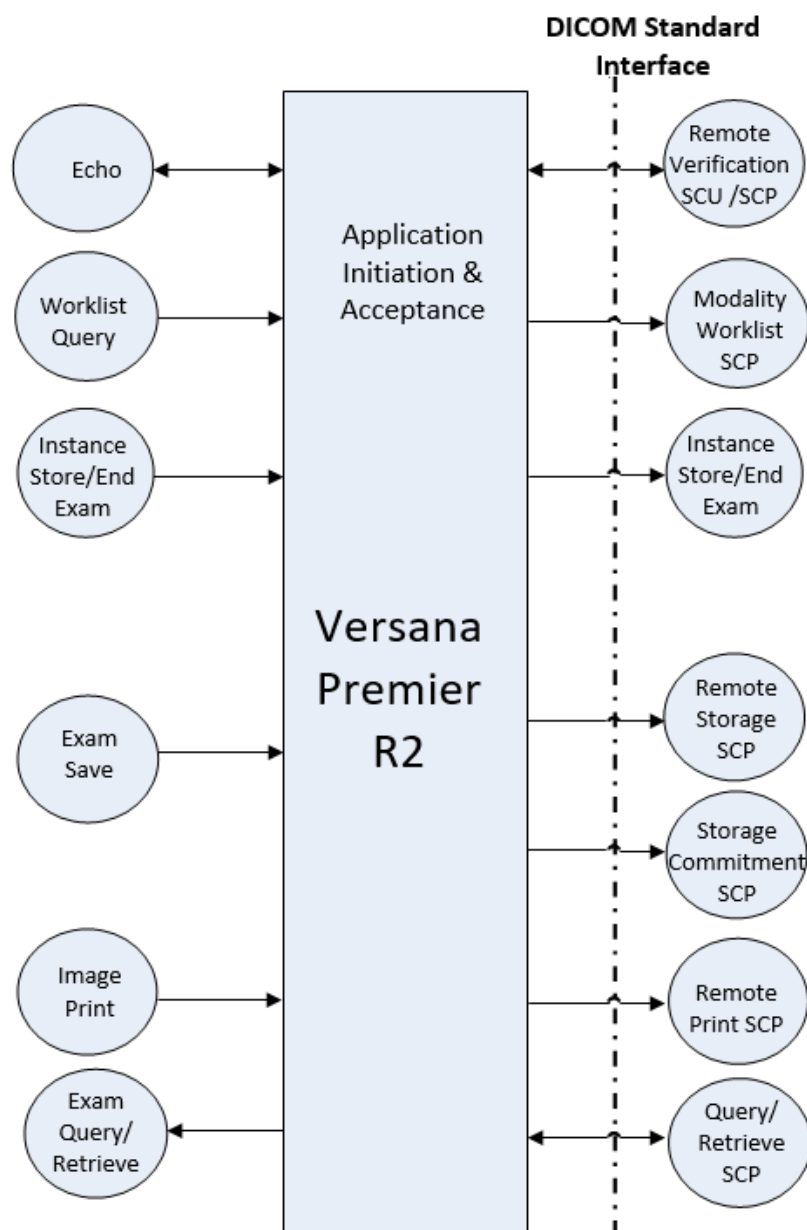 DICOM Standard
Interface
Echo
Remote
Verification
SCU /SCP
Application
Initiation &
Acceptance
Worklist
Query
Modality
Worklist
SCP
Instance
Store/End
Exam
Instance
Store/End
Exam
Versana
Premier
R2
Exam
Save
Remote
Storage
SCP
Storage
Commitment
SCP
Image
Print
Remote
Print SCP
Exam
Query/
Retrieve
Query/
Retrieve
SCP